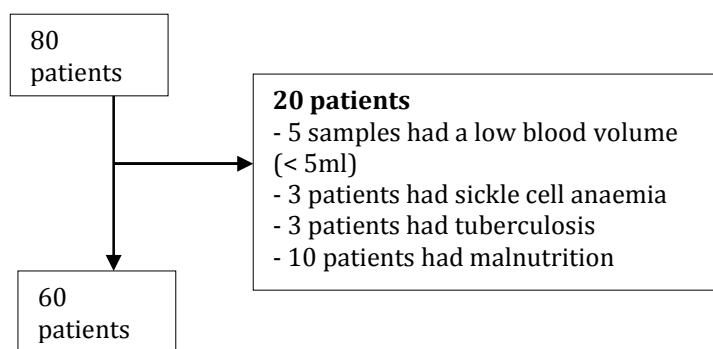 80
patients
20 patients
- 5 samples had a low blood volume
(< 5ml)
- 3 patients had sickle cell anaemia
- 3 patients had tuberculosis
- 10 patients had malnutrition
60
patients